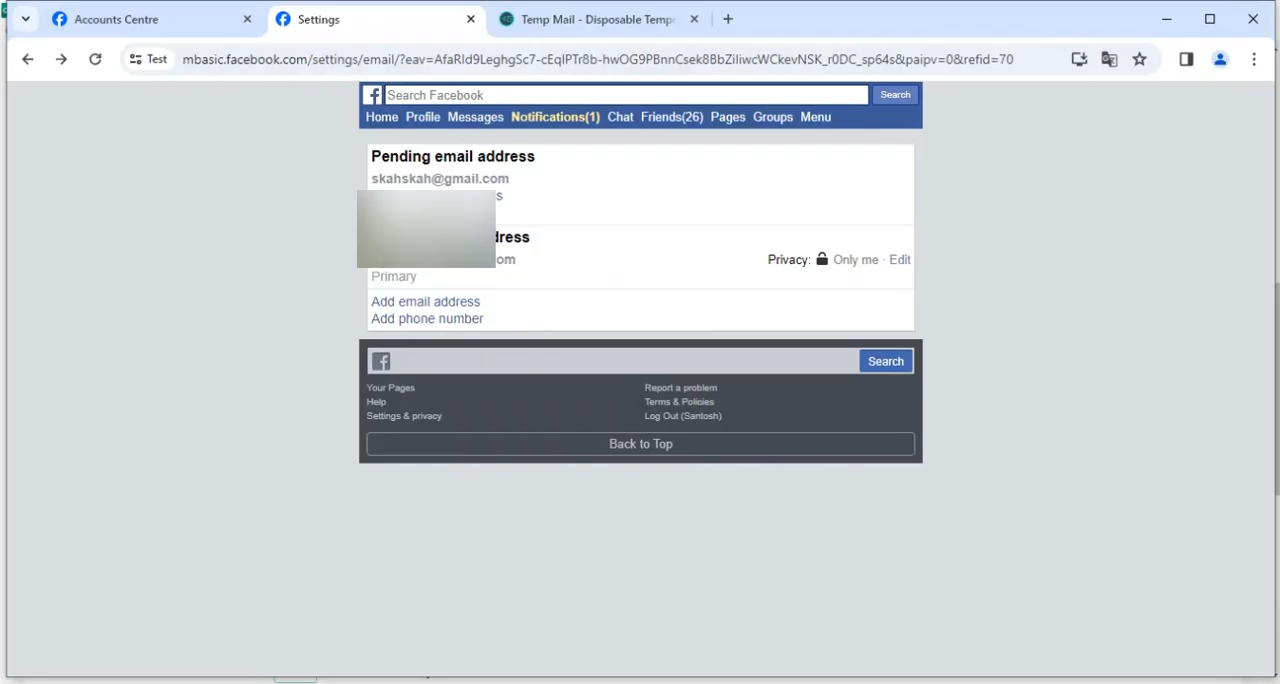 Accounts Centre
Settings
Temp Mail - Disposable Tempo
Test
mbasic.facebook.com/settings/email/?eav=AfaRld9LeghgSc7-cEqlPTr8b-hwOG9PBnnCsek8BbZiliwcWCkevNSK_r0DC_sp64s&paipv=0&refid=70
Search Facebook
Search
Home Profile Messages Notifications(1) Chat Friends(26) Pages Groups Menu
Pending email address
skahskah@gmail.com
Privacy: Only me · Edit
Primary
Add email address
Add phone number
Search
Your Pages
Help
Settings & privacy
Report a problem
Terms & Policies
Log Out (Santosh)
Back to Top